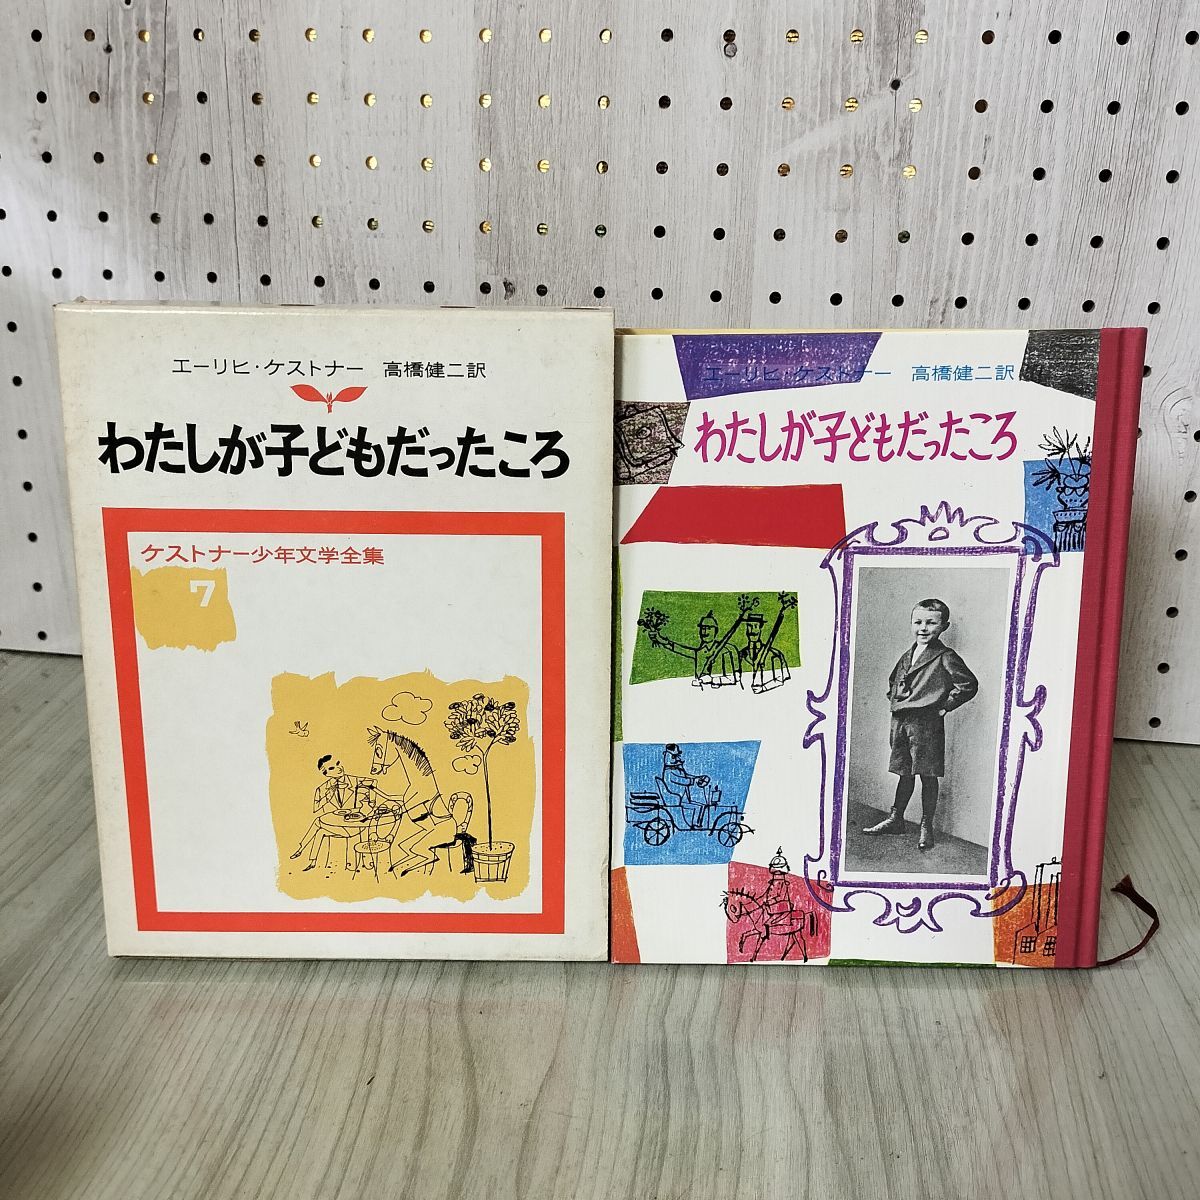 エーリヒ・ケストナー 高橋健二訳
わたしが子どもだったころ
ケストナー少年文学全集
7
エーリヒ・ケストナー 高橋健二訳
わたしが子どもだったころ